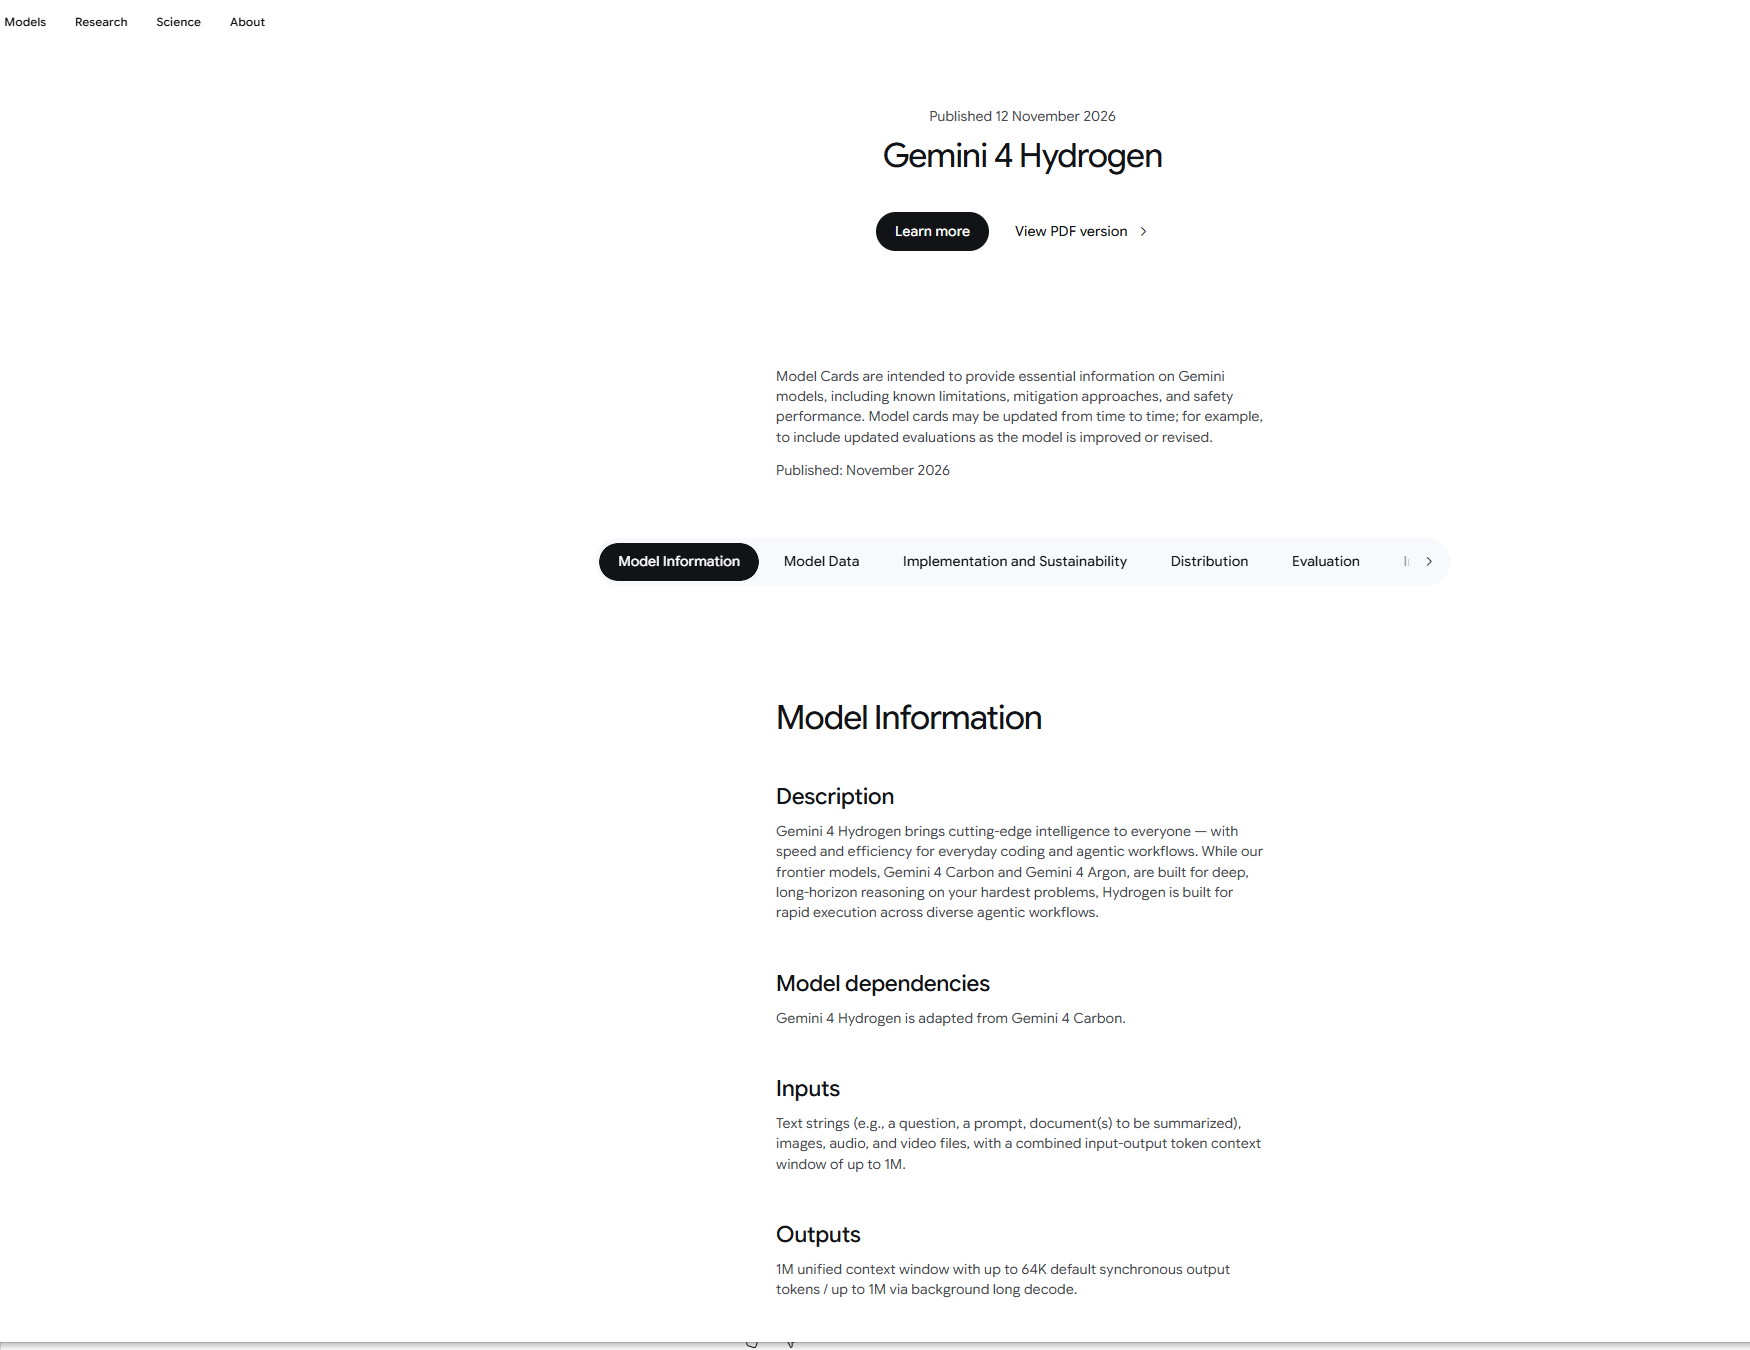 Models Research Science About
Published 12 November 2026
Gemini 4 Hydrogen
Learn more View PDF version
Model Cards are intended to provide essential information on Gemini
models, including known limitations, mitigation approaches, and safety
performance. Model cards may be updated from time to time; for example,
to include updated evaluations as the model is improved or revised.
Published: November 2026
Model Information Model Data Implementation and Sustainability Distribution Evaluation
Model Information
Description
Gemini 4 Hydrogen brings cutting-edge intelligence to everyone — with
speed and efficiency for everyday coding and agentic workflows. While our
frontier models, Gemini 4 Carbon and Gemini 4 Argon, are built for deep,
long-horizon reasoning on your hardest problems, Hydrogen is built for
rapid execution across diverse agentic workflows.
Model dependencies
Gemini 4 Hydrogen is adapted from Gemini 4 Carbon.
Inputs
Text strings (e.g., a question, a prompt, document(s) to be summarized),
images, audio, and video files, with a combined input-output token context
window of up to 1M.
Outputs
1M unified context window with up to 64K default synchronous output
tokens / up to 1M via background long decode.